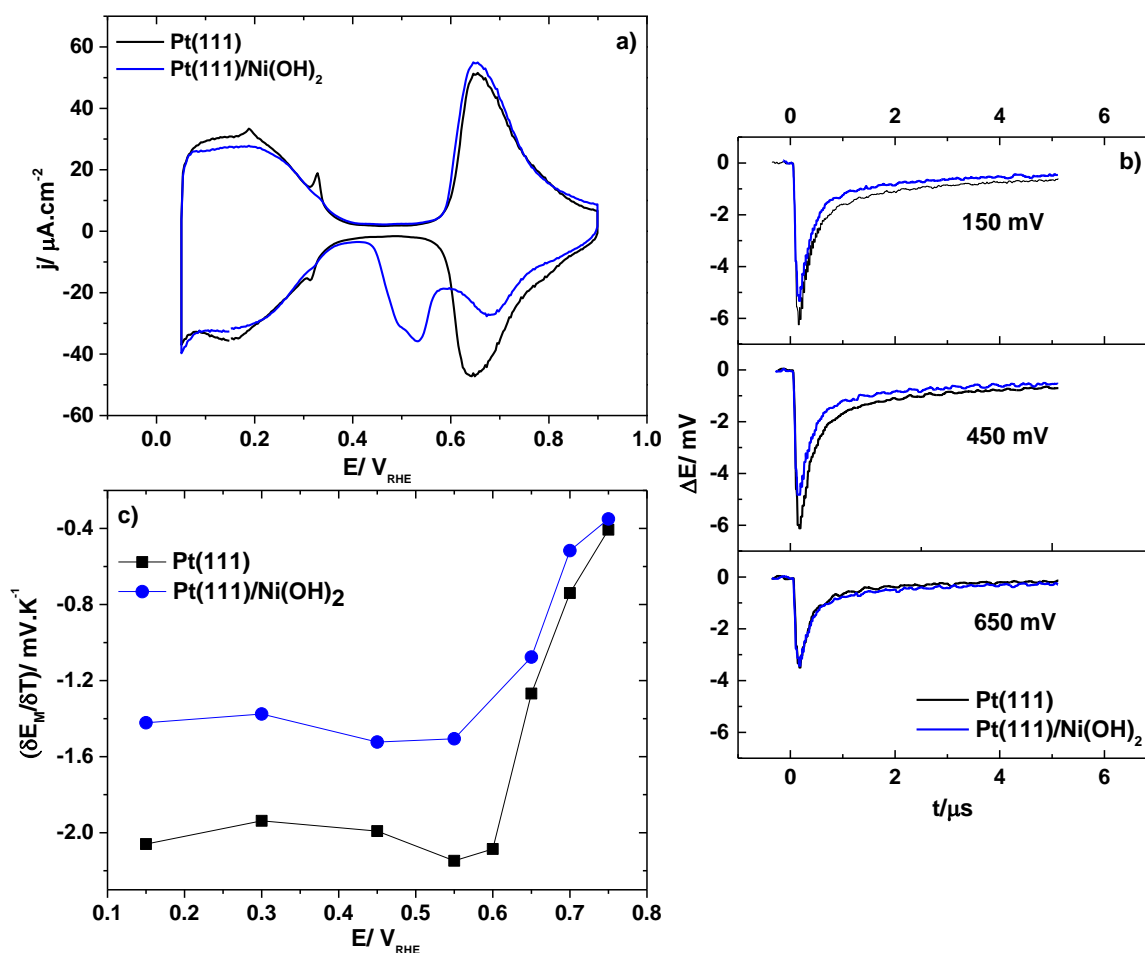 a)
Pt(111)
Pt(111)/Ni(OH)2
60
40
20
0
-20
-40
-60
j/ μA.cm-2
0.0 0.2 0.4 0.6 0.8 1.0
E/ VRHE
b)
0 2 4 6
0
-2
-4
-6
150 mV
0
-2
-4
-6
450 mV
0
-2
-4
-6
650 mV
Pt(111)
Pt(111)/Ni(OH)2
ΔE/ mV
0 2 4 6
t/μs
c)
Pt(111)
Pt(111)/Ni(OH)2
-0.4
-0.8
-1.2
-1.6
-2.0
(δEM/δT)/ mV.K-1
0.1 0.2 0.3 0.4 0.5 0.6 0.7 0.8
E/ VRHE